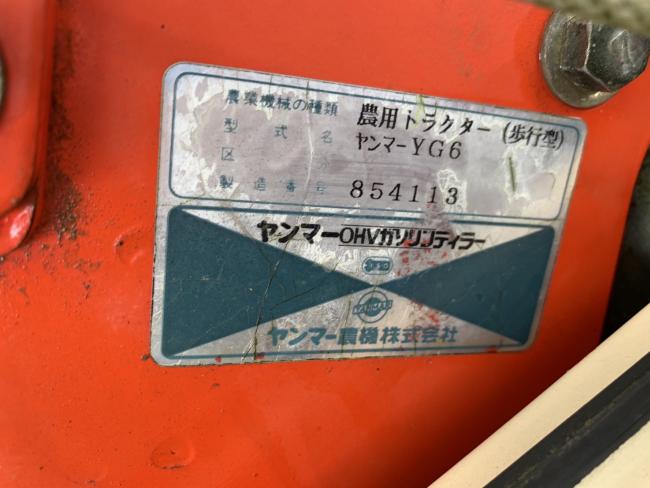 農業機械の種類 農用トラクター (歩行型)
型式名 ヤンマーYG6
区分
製造番号 854113
ヤンマーOHVガソリンティラー
YANMAR
ヤンマー農機株式会社